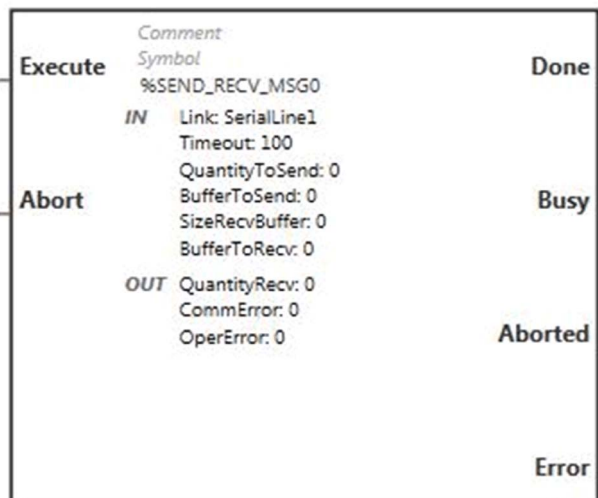 Comment
Execute Symbol Done
%SEND_RECV_MSG0
IN Link: SerialLine1
Timeout: 100
QuantityToSend: 0
Abort BufferToSend: 0 Busy
SizeRecvBuffer: 0
BufferToRecv: 0
OUT QuantityRecv: 0
CommError: 0
OperError: 0 Aborted
Error